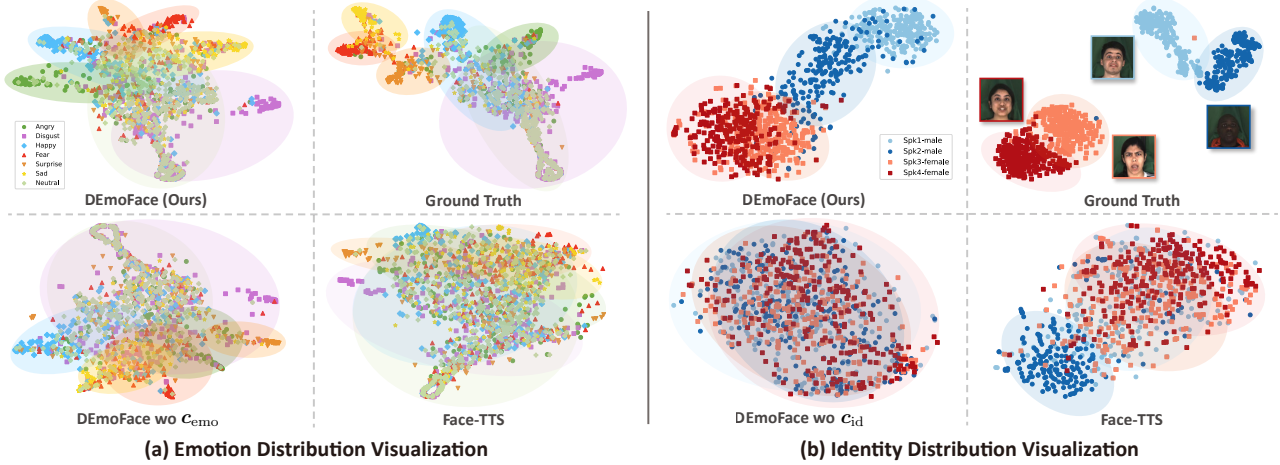 Angry
Disgust
Happy
Fear
Surprise
Sad
Neutral
DEmoFace (Ours)
Ground Truth
DEmoFace wo c_emo
Face-TTS
(a) Emotion Distribution Visualization
Spk1-male
Spk2-male
Spk3-female
Spk4-female
DEmoFace (Ours)
Ground Truth
DEmoFace wo c_id
Face-TTS
(b) Identity Distribution Visualization